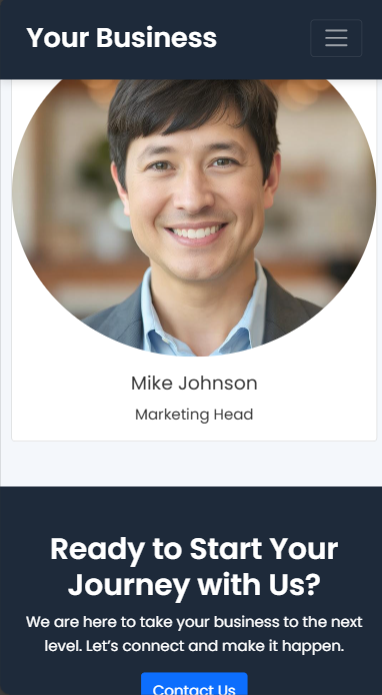 Your Business
Mike Johnson
Marketing Head
Ready to Start Your
Journey with Us?
We are here to take your business to the next
level. Let's connect and make it happen.
Contact Us